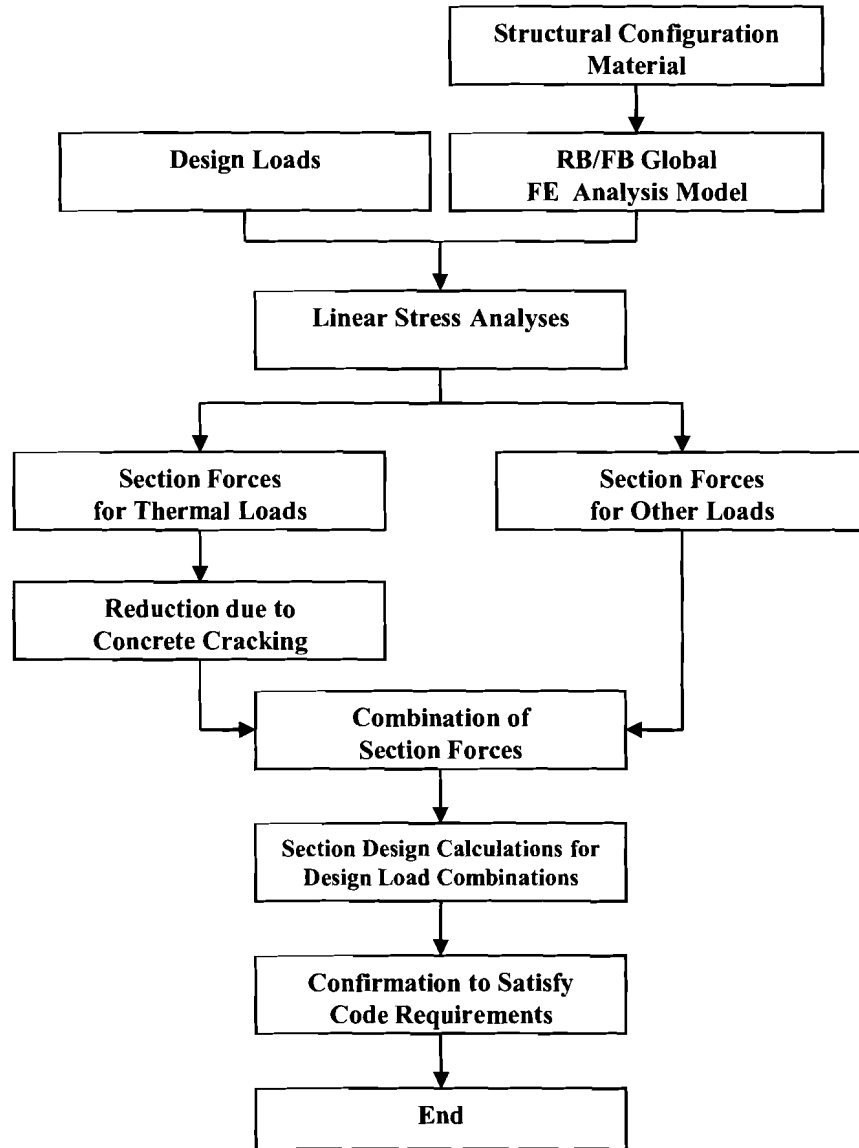 Structural Configuration
Material
Design Loads
RB/FB Global
FE Analysis Model
Linear Stress Analyses
Section Forces
for Thermal Loads
Section Forces
for Other Loads
Reduction due to
Concrete Cracking
Combination of
Section Forces
Section Design Calculations for
Design Load Combinations
Confirmation to Satisfy
Code Requirements
End